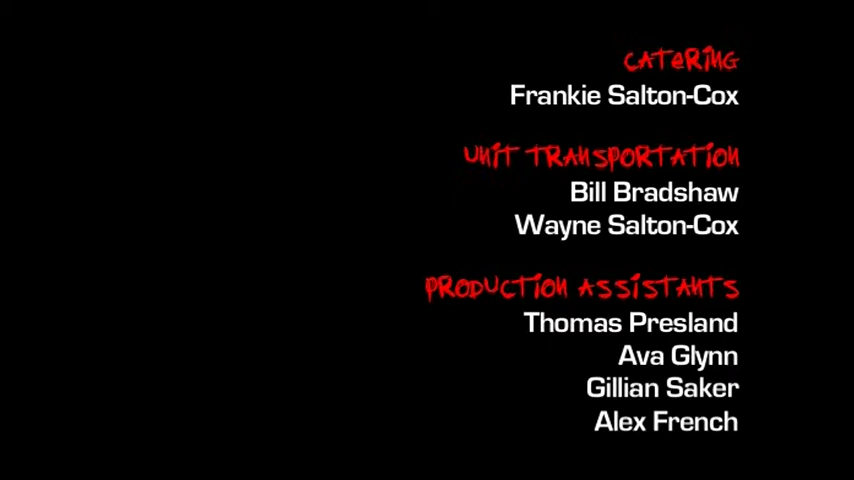 CATERING
Frankie Salton-Cox
UNIT TRANSPORTATION
Bill Bradshaw
Wayne Salton-Cox
PRODUCTION ASSISTANTS
Thomas Presland
Ava Glynn
Gillian Saker
Alex French